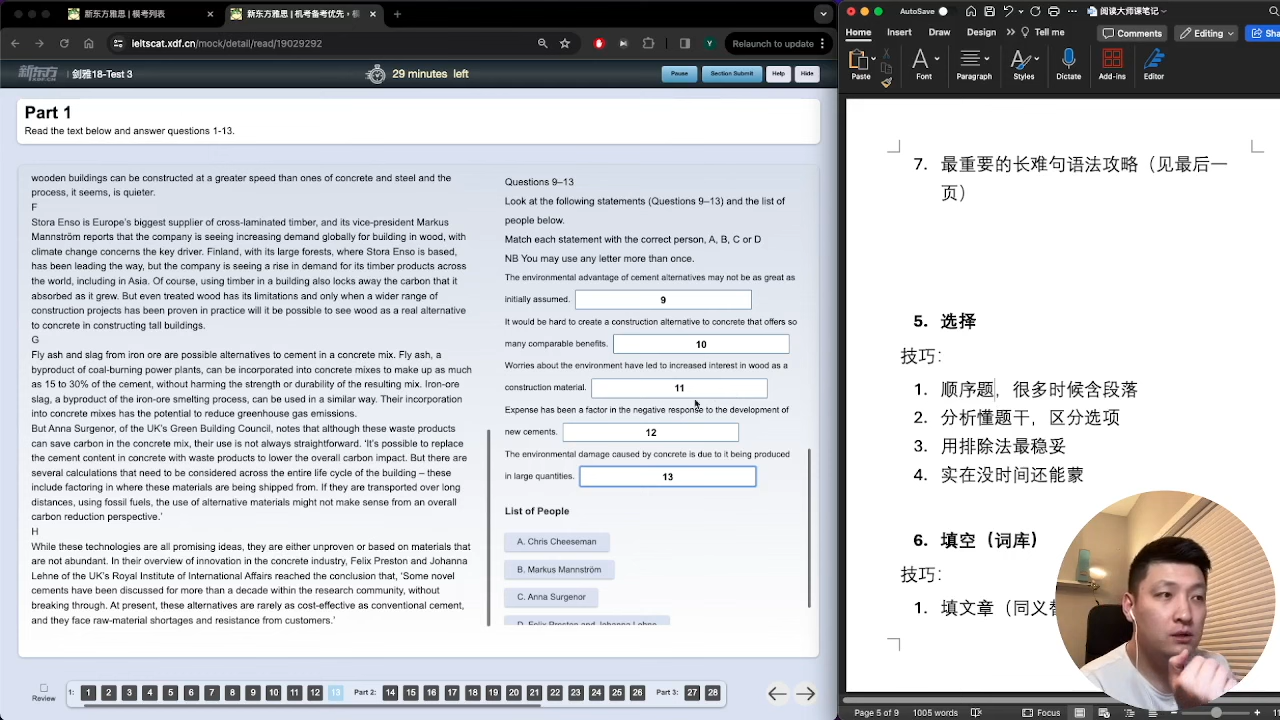 新东方雅思 | 模考列表
新东方雅思 | 机考备考优先 • 模
ieltscat.xdf.cn/mock/detail/read/19029292
Y
Relaunch to update
新东方
剑雅18-Test 3
29 minutes left
Pause
Section Submit
Help
Hide
Part 1
Read the text below and answer questions 1-13.
wooden buildings can be constructed at a greater speed than ones of concrete and steel and the
process, it seems, is quieter.
F
Stora Enso is Europe's biggest supplier of cross-laminated timber, and its vice-president Markus
Mannström reports that the company is seeing increasing demand globally for building in wood, with
climate change concerns the key driver. Finland, with its large forests, where Stora Enso is based,
has been leading the way, but the company is seeing a rise in demand for its timber products across
the world, including in Asia. Of course, using timber in a building also locks away the carbon that it
absorbed as it grew. But even treated wood has its limitations and only when a wider range of
construction projects has been proven in practice will it be possible to see wood as a real alternative
to concrete in constructing tall buildings.
G
Fly ash and slag from iron ore are possible alternatives to cement in a concrete mix. Fly ash, a
byproduct of coal-burning power plants, can be incorporated into concrete mixes to make up as much
as 15 to 30% of the cement, without harming the strength or durability of the resulting mix. Iron-ore
slag, a byproduct of the iron-ore smelting process, can be used in a similar way. Their incorporation
into concrete mixes has the potential to reduce greenhouse gas emissions.
But Anna Surgenor, of the UK's Green Building Council, notes that although these waste products
can save carbon in the concrete mix, their use is not always straightforward. 'It's possible to replace
the cement content in concrete with waste products to lower the overall carbon impact. But there are
several calculations that need to be considered across the entire life cycle of the building – these
include factoring in where these materials are being shipped from. If they are transported over long
distances, using fossil fuels, the use of alternative materials might not make sense from an overall
carbon reduction perspective.'
H
While these technologies are all promising ideas, they are either unproven or based on materials that
are not abundant. In their overview of innovation in the concrete industry, Felix Preston and Johanna
Lehne of the UK's Royal Institute of International Affairs reached the conclusion that, 'Some novel
cements have been discussed for more than a decade within the research community, without
breaking through. At present, these alternatives are rarely as cost-effective as conventional cement,
and they face raw-material shortages and resistance from customers.'
Questions 9–13
Look at the following statements (Questions 9–13) and the list of
people below.
Match each statement with the correct person, A, B, C or D
NB You may use any letter more than once.
The environmental advantage of cement alternatives may not be as great as
initially assumed. 9
It would be hard to create a construction alternative to concrete that offers so
many comparable benefits. 10
Worries about the environment have led to increased interest in wood as a
construction material. 11
Expense has been a factor in the negative response to the development of
new cements. 12
The environmental damage caused by concrete is due to it being produced
in large quantities. 13
List of People
A. Chris Cheeseman
B. Markus Mannström
C. Anna Surgenor
D. Felix Preston and Johanna Lehne
Review
1: 1 2 3 4 5 6 7 8 9 10 11 12 13 Part 2: 14 15 16 17 18 19 20 21 22 23 24 25 26 Part 3: 27 28
AutoSave
阅读大师课笔记
Home
Insert
Draw
Design
Tell me
Comments
Editing
Sha
Paste
Font
Paragraph
Styles
Dictate
Add-ins
Editor
7. 最重要的长难句语法攻略（见最后一
页）
5. 选择
技巧：
1. 顺序题，很多时候含段落
2. 分析懂题干，区分选项
3. 用排除法最稳妥
4. 实在没时间还能蒙
6. 填空（词库）
技巧：
1. 填文章（同义
Page 5 of 9
1005 words
Focus